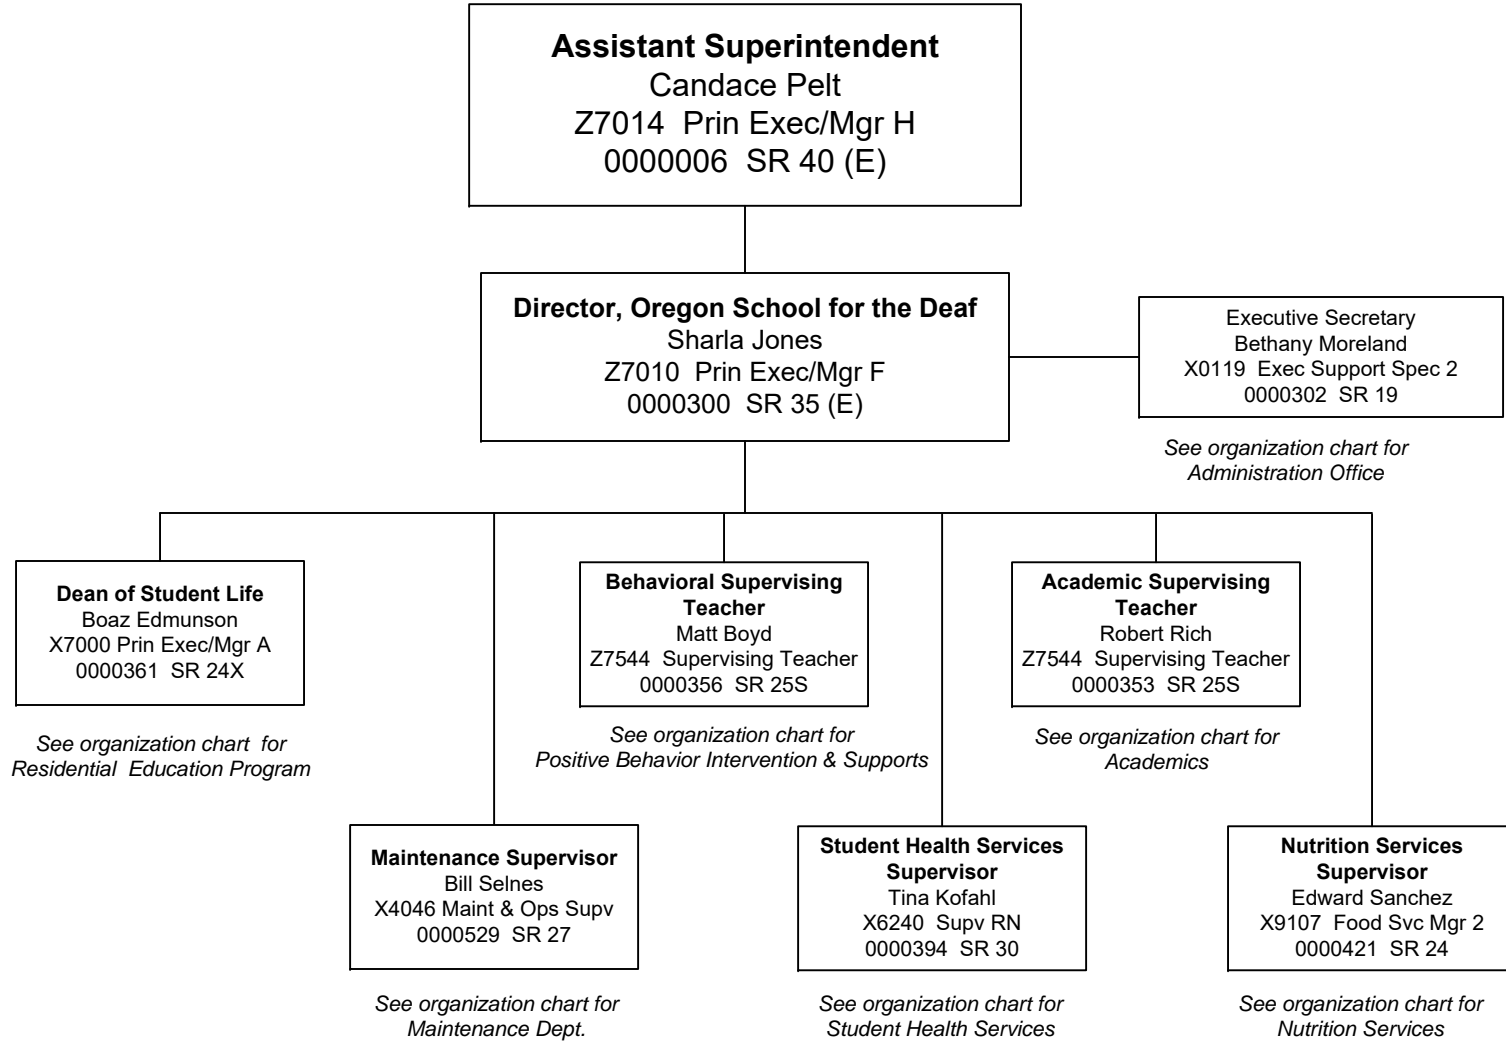 Assistant Superintendent
Candace Pelt
Z7014  Prin Exec/Mgr H
0000006  SR 40 (E)
Director, Oregon School for the Deaf
Sharla Jones
Z7010  Prin Exec/Mgr F
0000300  SR 35 (E)
Executive Secretary
Bethany Moreland
X0119  Exec Support Spec 2
0000302  SR 19
See organization chart for
Administration Office
Dean of Student Life
Boaz Edmunson
X7000 Prin Exec/Mgr A
0000361  SR 24X
See organization chart  for
Residential  Education Program
Behavioral Supervising
Teacher
Matt Boyd
Z7544  Supervising Teacher
0000356  SR 25S
See organization chart for
Positive Behavior Intervention & Supports
Academic Supervising
Teacher
Robert Rich
Z7544  Supervising Teacher
0000353  SR 25S
See organization chart for
Academics
Maintenance Supervisor
Bill Selnes
X4046 Maint & Ops Supv
0000529  SR 27
See organization chart for
Maintenance Dept.
Student Health Services
Supervisor
Tina Kofahl
X6240  Supv RN
0000394  SR 30
See organization chart for
Student Health Services
Nutrition Services
Supervisor
Edward Sanchez
X9107  Food Svc Mgr 2
0000421  SR 24
See organization chart for
Nutrition Services